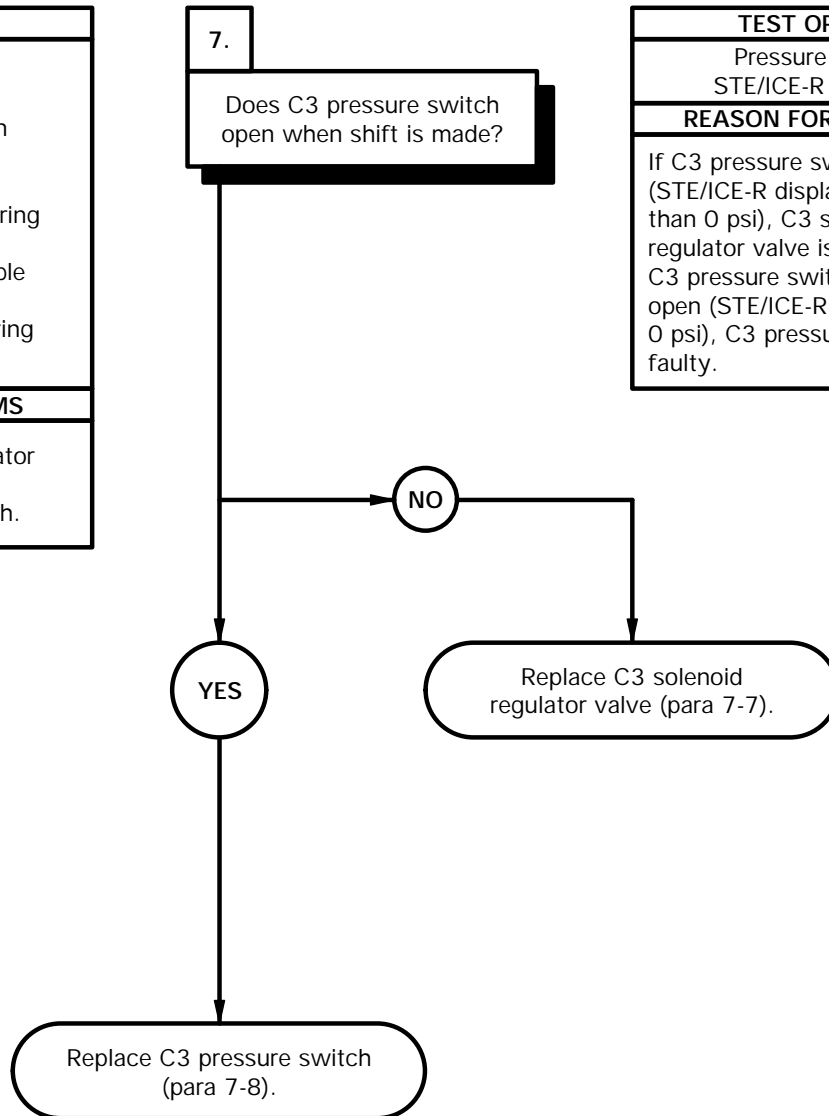 n
ring
ring
MS
ator
h.
7.
Does C3 pressure switch
open when shift is made?
TEST OP
Pressure
STE/ICE-R
REASON FOR
If C3 pressure sw
(STE/ICE-R displa
than 0 psi), C3 s
regulator valve is
C3 pressure swit
open (STE/ICE-R
0 psi), C3 pressu
faulty.
NO
YES
Replace C3 solenoid
regulator valve (para 7-7).
Replace C3 pressure switch
(para 7-8).